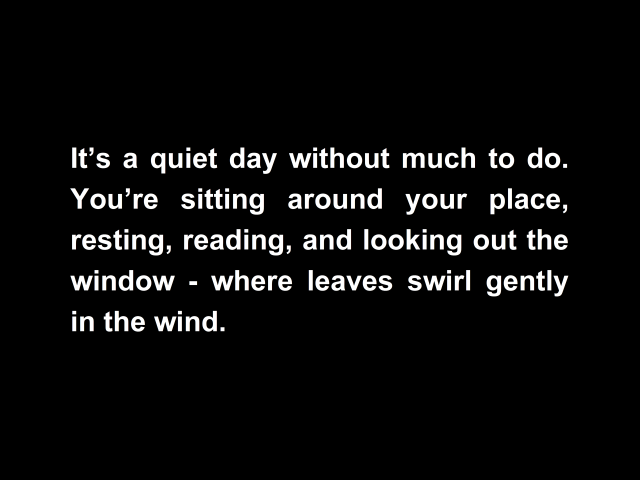 It’s a quiet day without much to do.
You’re sitting around your place,
resting, reading, and looking out the
window - where leaves swirl gently
in the wind.